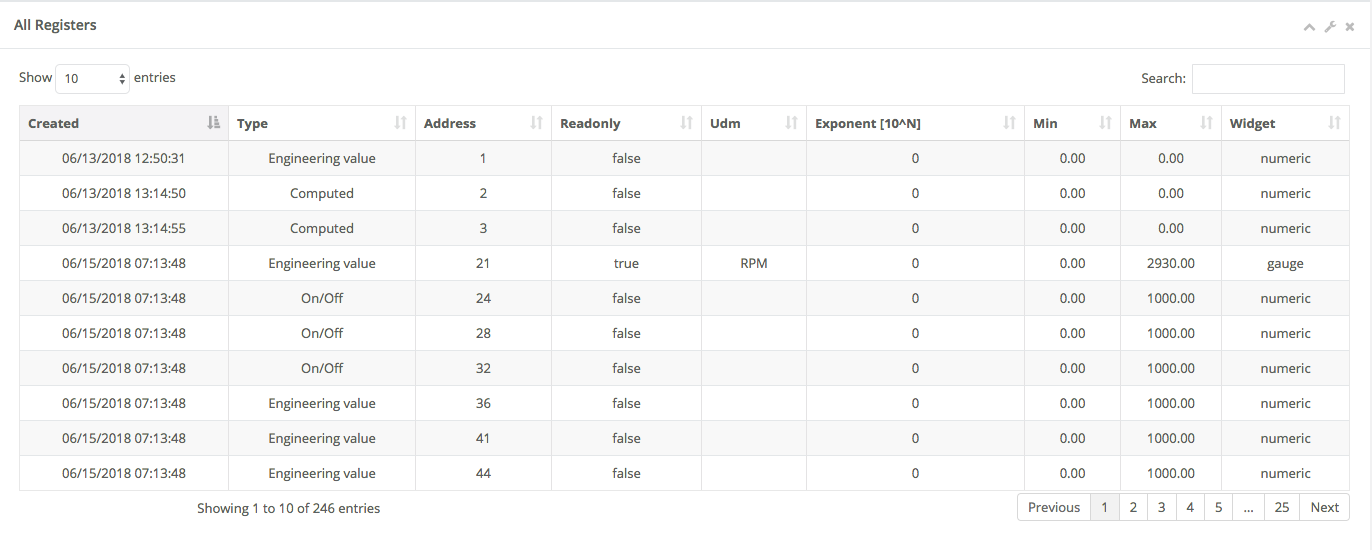 All Registers
Show 10 entries Search:
Created Type Address Readonly Udm Exponent [10^N] Min Max Widget
06/13/2018 12:50:31 Engineering value 1 false 0 0.00 0.00 numeric
06/13/2018 13:14:50 Computed 2 false 0 0.00 0.00 numeric
06/13/2018 13:14:55 Computed 3 false 0 0.00 0.00 numeric
06/15/2018 07:13:48 Engineering value 21 true RPM 0 0.00 2930.00 gauge
06/15/2018 07:13:48 On/Off 24 false 0 0.00 1000.00 numeric
06/15/2018 07:13:48 On/Off 28 false 0 0.00 1000.00 numeric
06/15/2018 07:13:48 On/Off 32 false 0 0.00 1000.00 numeric
06/15/2018 07:13:48 Engineering value 36 false 0 0.00 1000.00 numeric
06/15/2018 07:13:48 Engineering value 41 false 0 0.00 1000.00 numeric
06/15/2018 07:13:48 Engineering value 44 false 0 0.00 1000.00 numeric
Showing 1 to 10 of 246 entries Previous 1 2 3 4 5 ... 25 Next